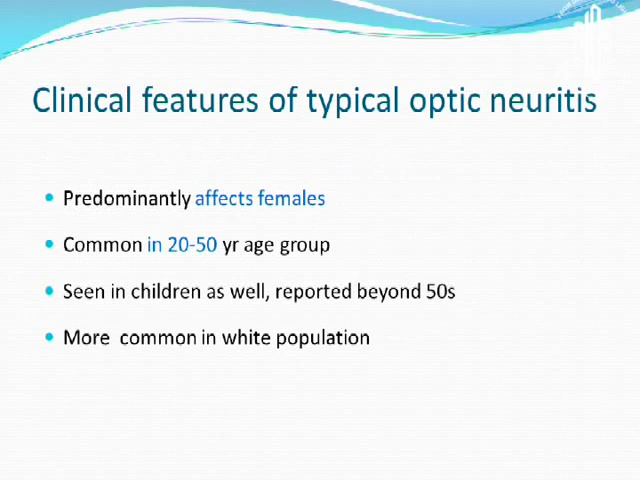 Clinical features of typical optic neuritis
• Predominantly affects females
• Common in 20-50 yr age group
• Seen in children as well, reported beyond 50s
• More common in white population